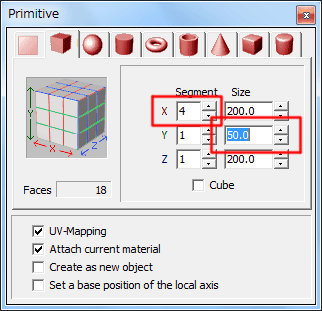 Primitive
Segment Size
X 4 200.0
Y 1 50.0
Z 1 200.0
Cube
Y
X
Z
Faces 18
UV-Mapping
Attach current material
Create as new object
Set a base position of the local axis